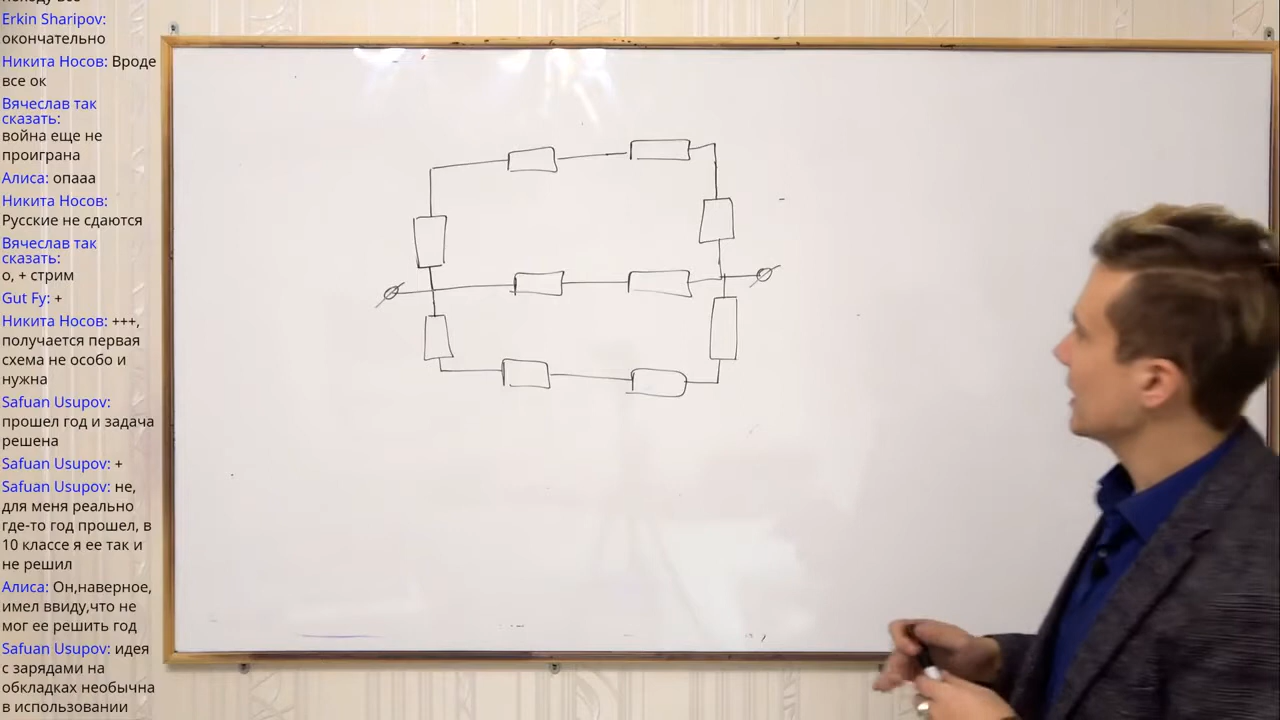 Erkin Sharipov:
окончательно
Никита Носов: Вроде
все ок
Вячеслав так
сказать:
война еще не
проиграна
Алиса: опааа
Никита Носов:
Русские не сдаются
Вячеслав так
сказать:
о, + стрим
Gut Fy: +
Никита Носов: +++,
получается первая
схема не особо и
нужна
Safuan Usupov:
прошел год и задача
решена
Safuan Usupov: +
Safuan Usupov: не,
для меня реально
где-то год прошел, в
10 классе я ее так и
не решил
Алиса: Он,наверное,
имел ввиду,что не
мог ее решить год
Safuan Usupov: идея
с зарядами на
обкладках необычна
в использовании